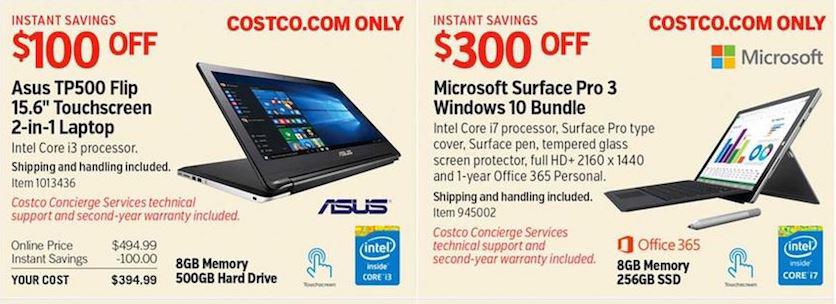 INSTANT SAVINGS
$100 OFF
COSTCO.COM ONLY
Asus TP500 Flip
15.6" Touchscreen
2-in-1 Laptop
Intel Core i3 processor.
Shipping and handling included.
Item 1013436
Costco Concierge Services technical
support and second-year warranty included.
Online Price $494.99
Instant Savings -100.00
YOUR COST $394.99
ASUS
ASUS
8GB Memory
500GB Hard Drive
Touchscreen
intel
inside
CORE i3
INSTANT SAVINGS
$300 OFF
COSTCO.COM ONLY
Microsoft
Microsoft Surface Pro 3
Windows 10 Bundle
Intel Core i7 processor, Surface Pro type
cover, Surface pen, tempered glass
screen protector, full HD+ 2160 x 1440
and 1-year Office 365 Personal.
Shipping and handling included.
Item 945002
Costco Concierge Services
technical support and
second-year warranty included.
Office 365
8GB Memory
256GB SSD
Touchscreen
intel
inside
CORE i7